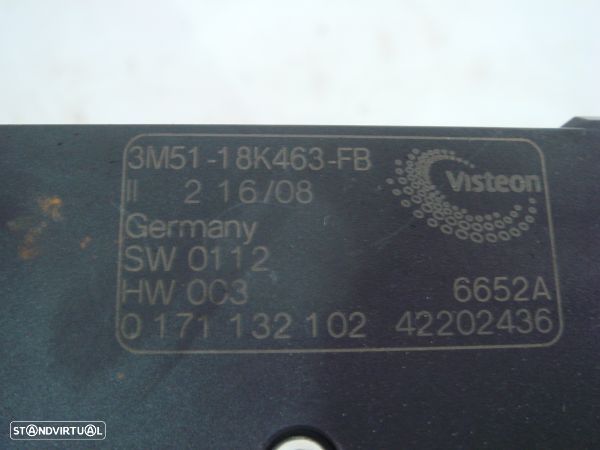 3M51-18K463-FB
Visteon
II 2 16/08
Germany
SW 0112
HW 003 6652A
0 171 132 102 42202436
STANDVIRTUAL